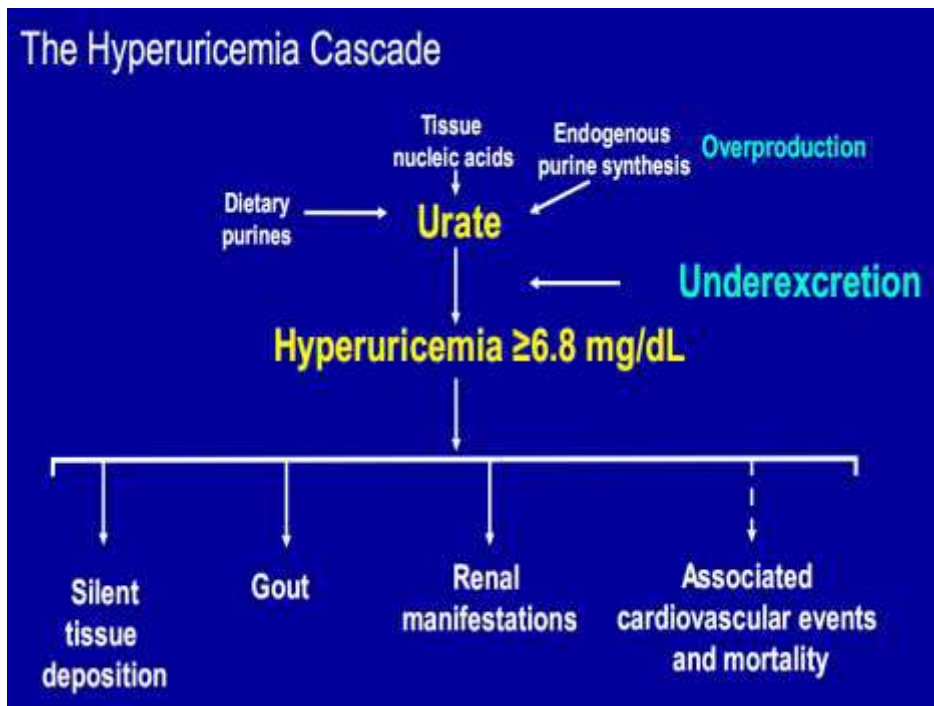 The Hyperuricemia Cascade
Tissue
nucleic acids
Endogenous
purine synthesis
Overproduction
Dietary
purines
Urate
Underexcretion
Hyperuricemia ≥6.8 mg/dL
Silent
tissue
deposition
Gout
Renal
manifestations
Associated
cardiovascular events
and mortality